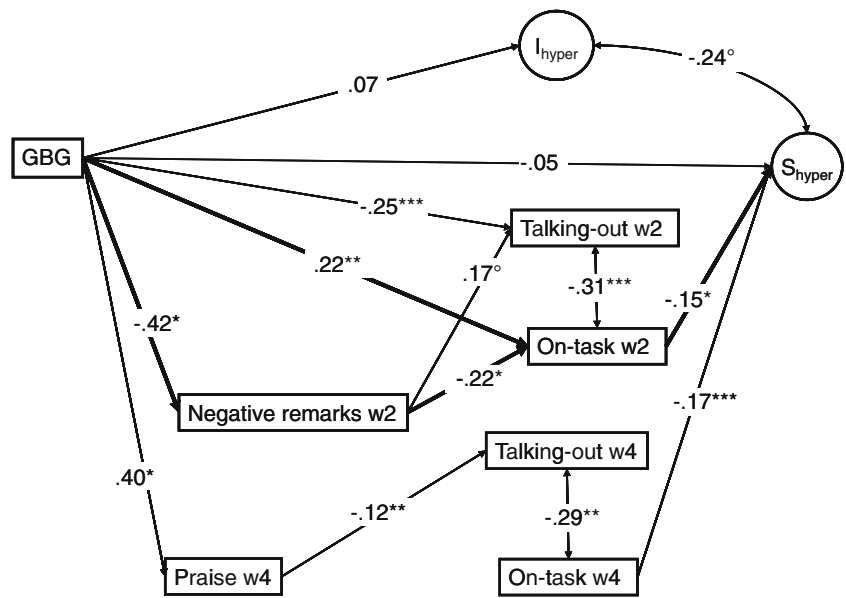 Ihyper
-.24°
.07
GBG
-.05
Shyper
-.25***
Talking-out w2
.22**
.17°
-.31***
-.15*
-.42*
On-task w2
-.22*
Negative remarks w2
-.17***
Talking-out w4
.40*
-.12**
-.29**
Praise w4
On-task w4